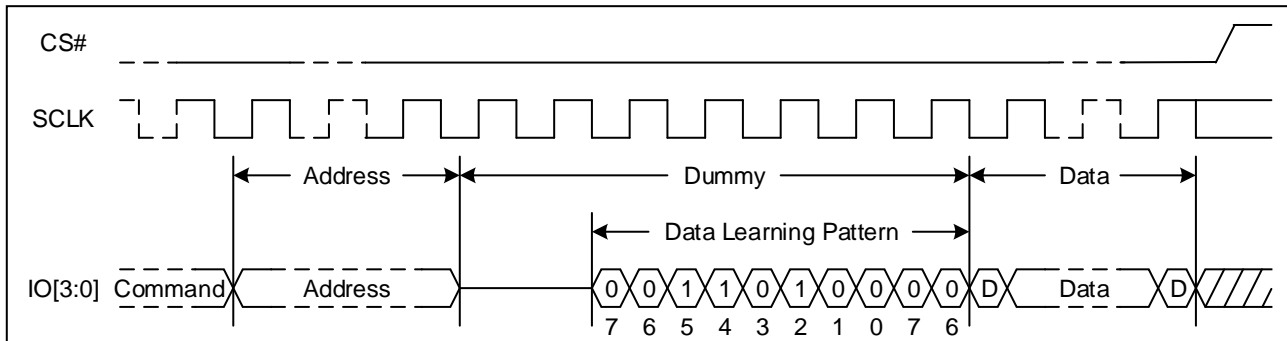 CS#
SCLK
Address Dummy Data
Data Learning Pattern
IO[3:0] Command Address 0 0 1 1 0 1 0 0 0 0 D Data D
7 6 5 4 3 2 1 0 7 6